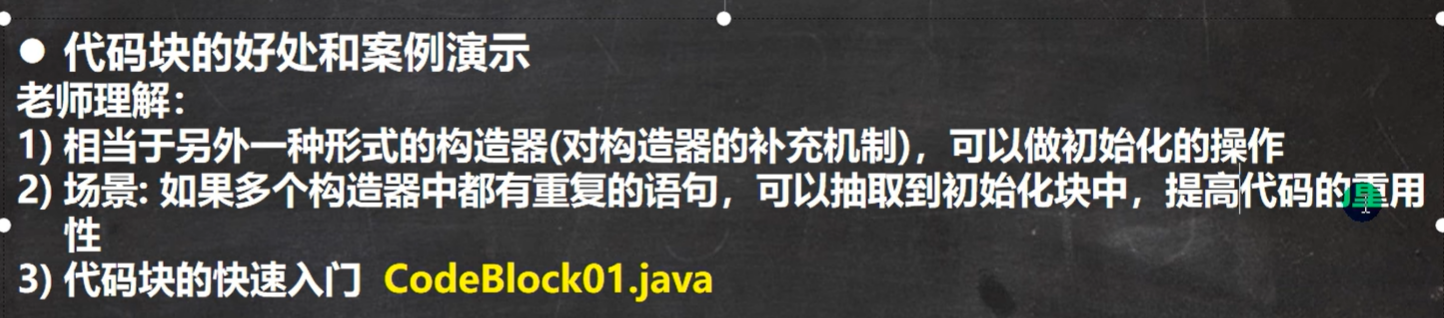 ● 代码块的好处和案例演示
老师理解：
1) 相当于另外一种形式的构造器(对构造器的补充机制)，可以做初始化的操作
2) 场景: 如果多个构造器中都有重复的语句，可以抽取到初始化块中，提高代码的重用
性
3) 代码块的快速入门 CodeBlock01.java